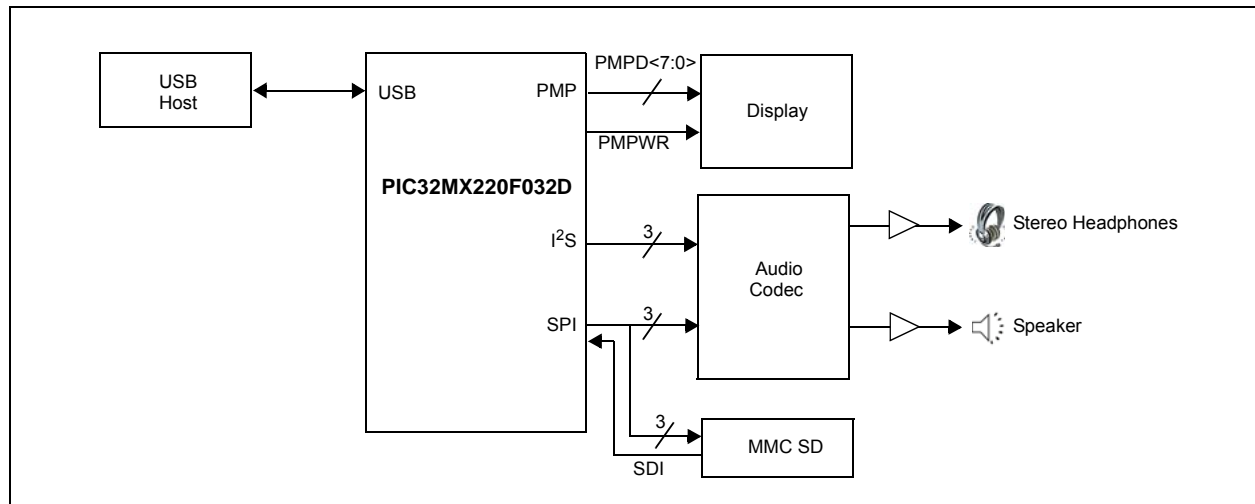 USB
Host
USB
PMP
PMPD<7:0>
PMPWR
Display
PIC32MX220F032D
I²S
3
SPI
3
Audio
Codec
Stereo Headphones
Speaker
3
SDI
MMC SD